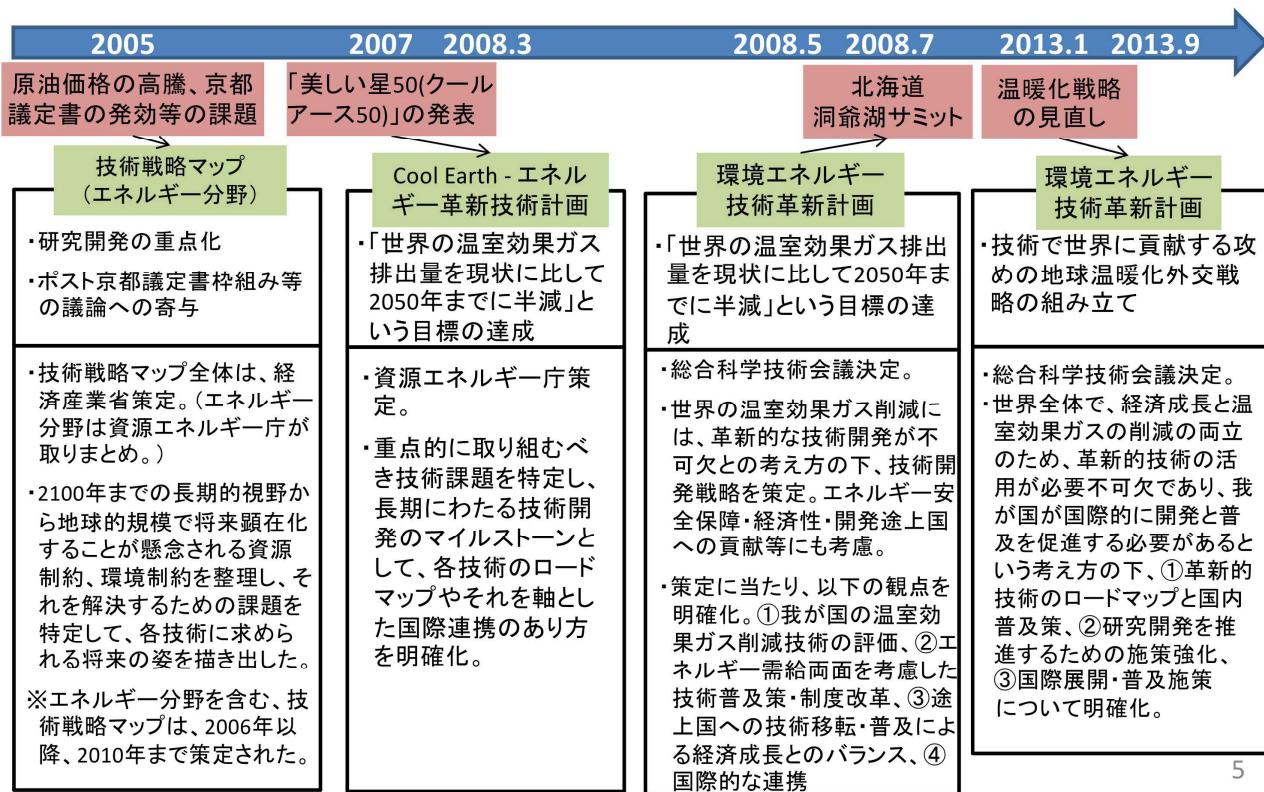 2005
2007 2008.3
2008.5 2008.7
2013.1 2013.9
原油価格の高騰、京都
議定書の発効等の課題
「美しい星50(クール
アース50)」の発表
北海道
洞爺湖サミット
温暖化戦略
の見直し
技術戦略マップ
(エネルギー分野)
・研究開発の重点化
・ポスト京都議定書枠組み等
の議論への寄与
・技術戦略マップ全体は、経
済産業省策定。(エネルギー
分野は資源エネルギー庁が
取りまとめ。)
・2100年までの長期的視野か
ら地球的規模で将来顕在化
することが懸念される資源
制約、環境制約を整理し、そ
れを解決するための課題を
特定して、各技術に求めら
れる将来の姿を描き出した。
※エネルギー分野を含む、技
術戦略マップは、2006年以
降、2010年まで策定された。
Cool Earth - エネル
ギー革新技術計画
・「世界の温室効果ガス
排出量を現状に比して
2050年までに半減」と
いう目標の達成
・資源エネルギー庁策
定。
・重点的に取り組むべ
き技術課題を特定し、
長期にわたる技術開
発のマイルストーンと
して、各技術のロード
マップやそれを軸とし
た国際連携のあり方
を明確化。
環境エネルギー
技術革新計画
・「世界の温室効果ガス排出
量を現状に比して2050年ま
でに半減」という目標の達
成
・総合科学技術会議決定。
・世界の温室効果ガス削減に
は、革新的な技術開発が不
可欠との考え方の下、技術開
発戦略を策定。エネルギー安
全保障・経済性・開発途上国
への貢献等にも考慮。
・策定に当たり、以下の観点を
明確化。①我が国の温室効
果ガス削減技術の評価、②エ
ネルギー需給両面を考慮した
技術普及策・制度改革、③途
上国への技術移転・普及によ
る経済成長とのバランス、④
国際的な連携
環境エネルギー
技術革新計画
・技術で世界に貢献する攻
めの地球温暖化外交戦
略の組み立て
・総合科学技術会議決定。
・世界全体で、経済成長と温
室効果ガスの削減の両立
のため、革新的技術の活
用が必要不可欠であり、我
が国が国際的に開発と普
及を促進する必要があると
いう考え方の下、①革新的
技術のロードマップと国内
普及策、②研究開発を推
進するための施策強化、
③国際展開・普及施策
について明確化。
5